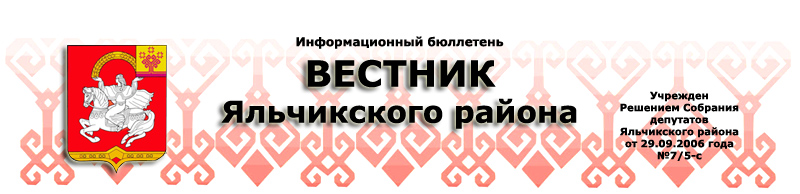 Информационный бюллетень
ВЕСТНИК
Яльчикского района
Учрежден
Решением Собрания
депутатов
Яльчикского района
от 29.09.2006 года
№7/5-с